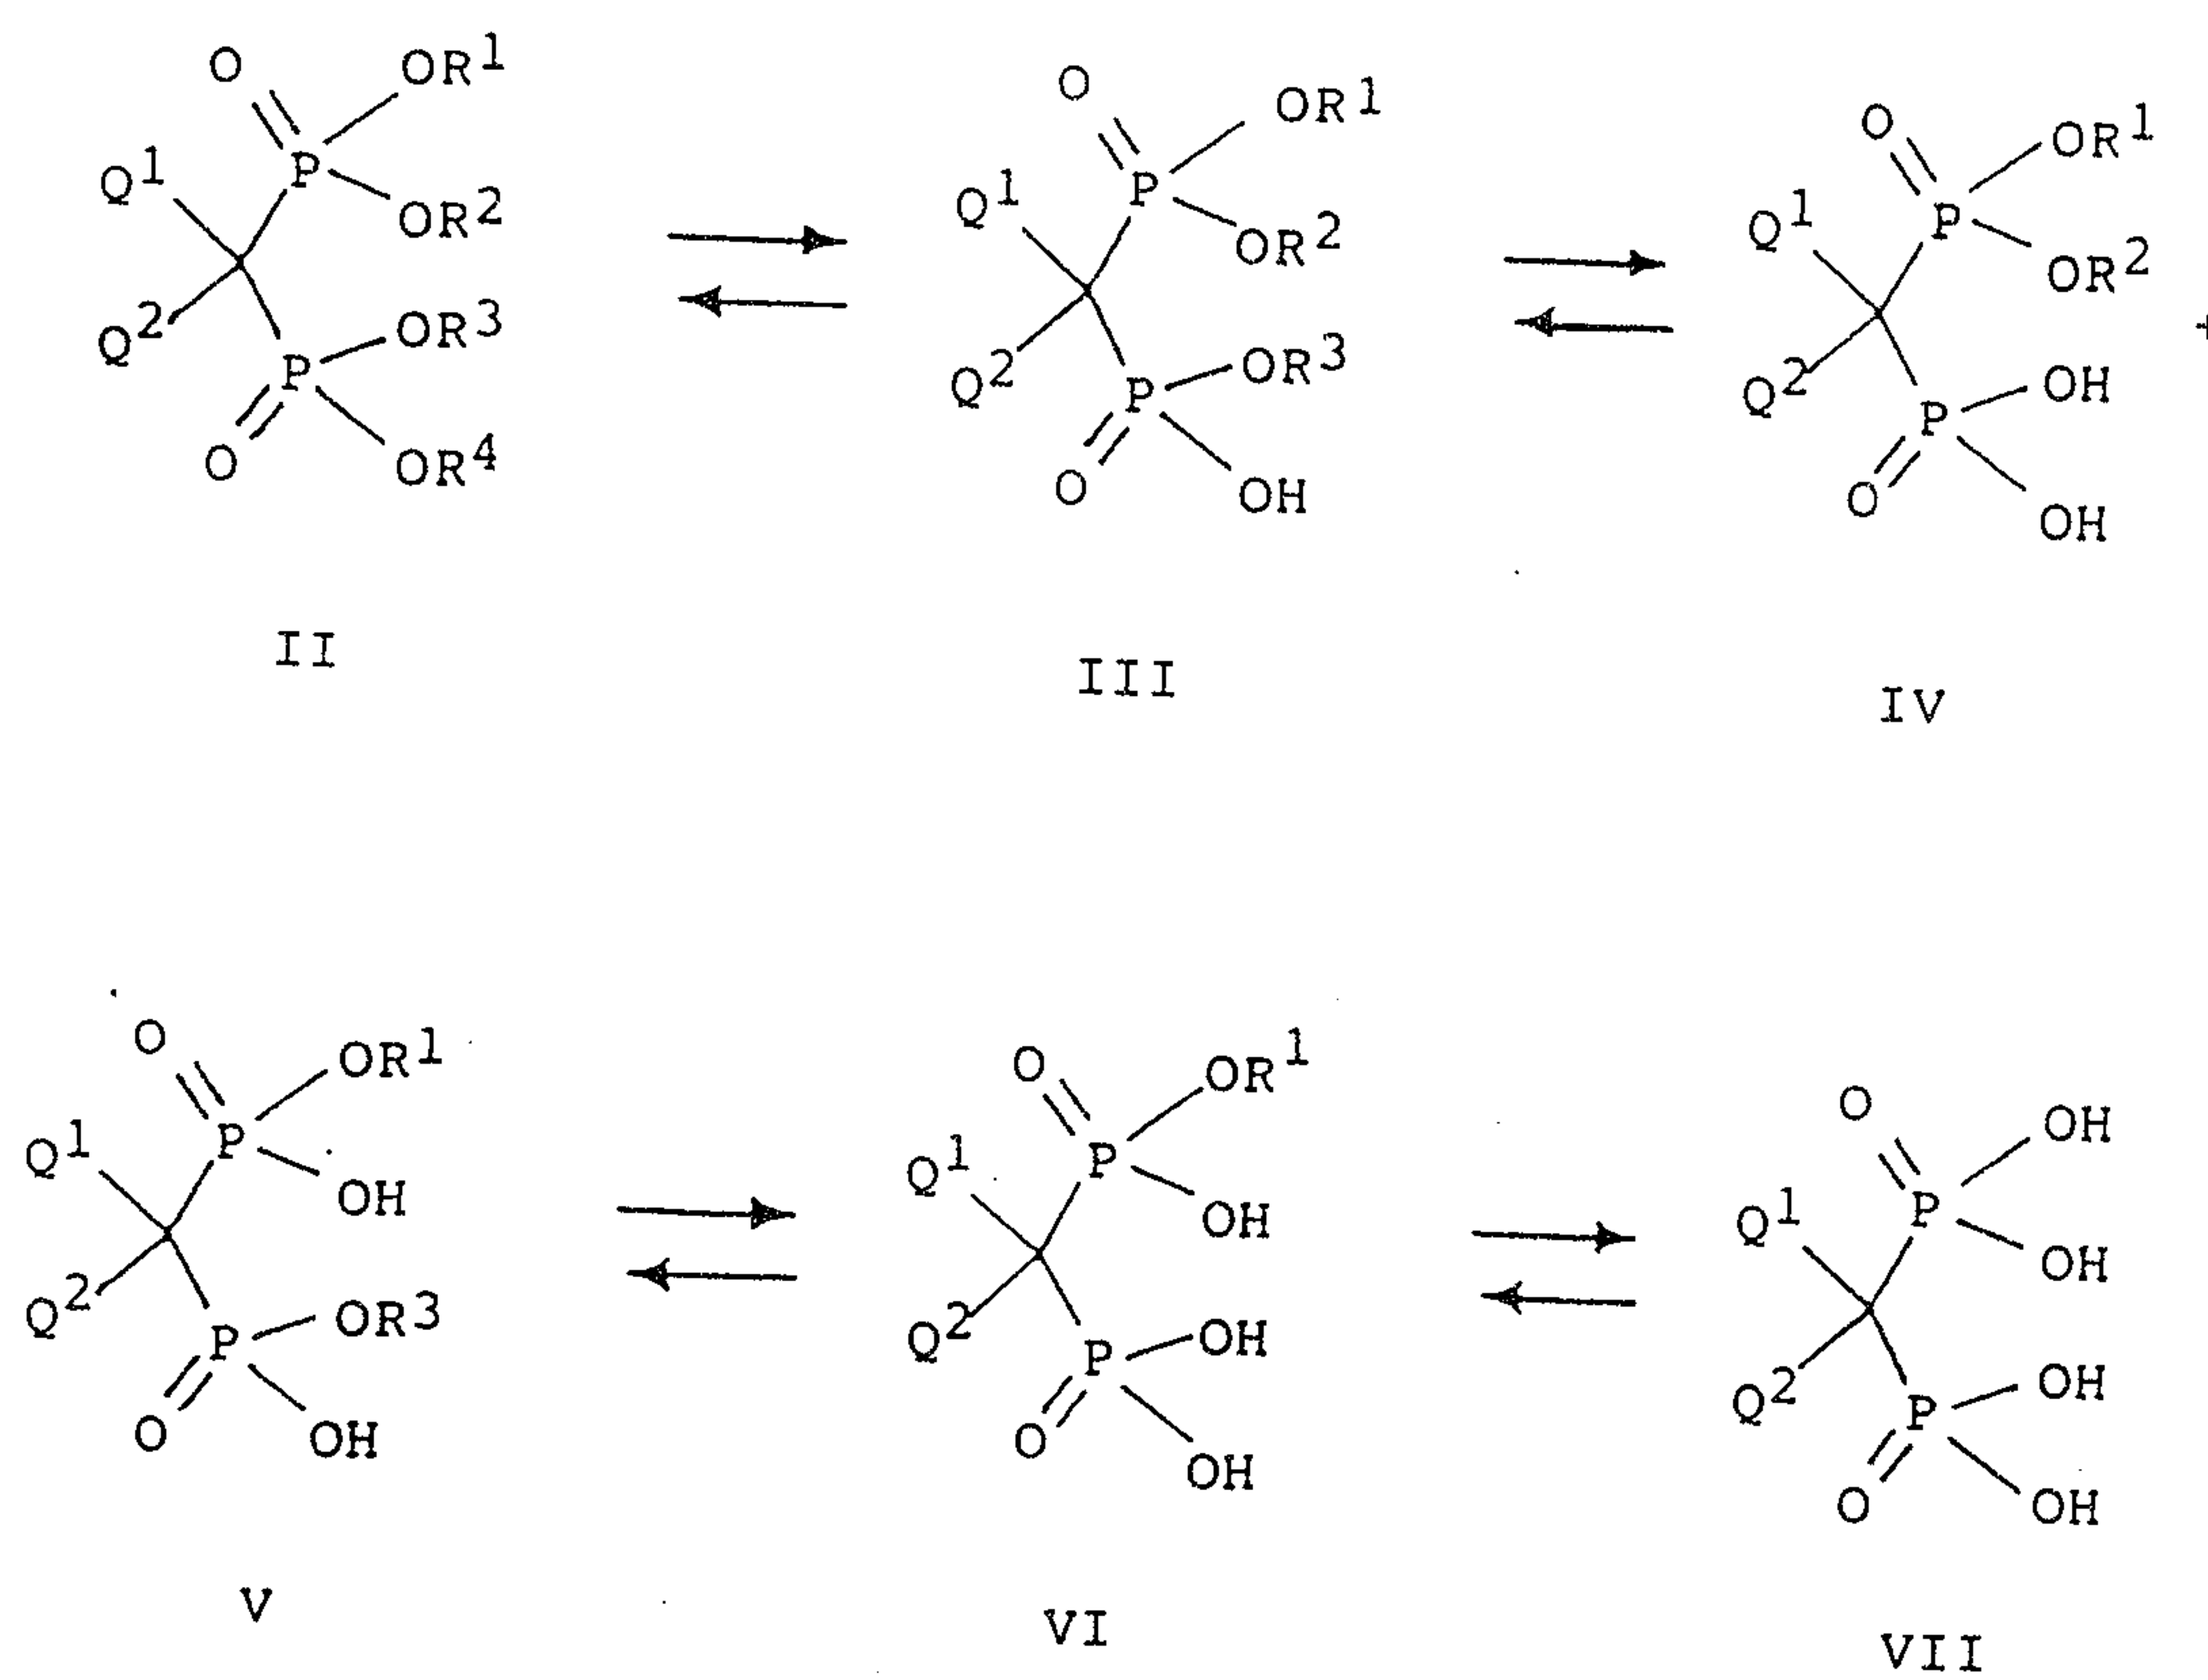 O OR1 O OR1 O OR1
P P P
Q1 Q1 Q1
OR2 OR2 OR2
+
Q2 OR3 Q2 OR3 Q2 OH
P P P
O OR4 O OH O OH
II III IV
O OR1 O OR1 O OH
P P P
Q1 Q1 Q1
OH OH OH
Q2 OR3 Q2 OH Q2 OH
P P P
O OH O OH O OH
V VI VII